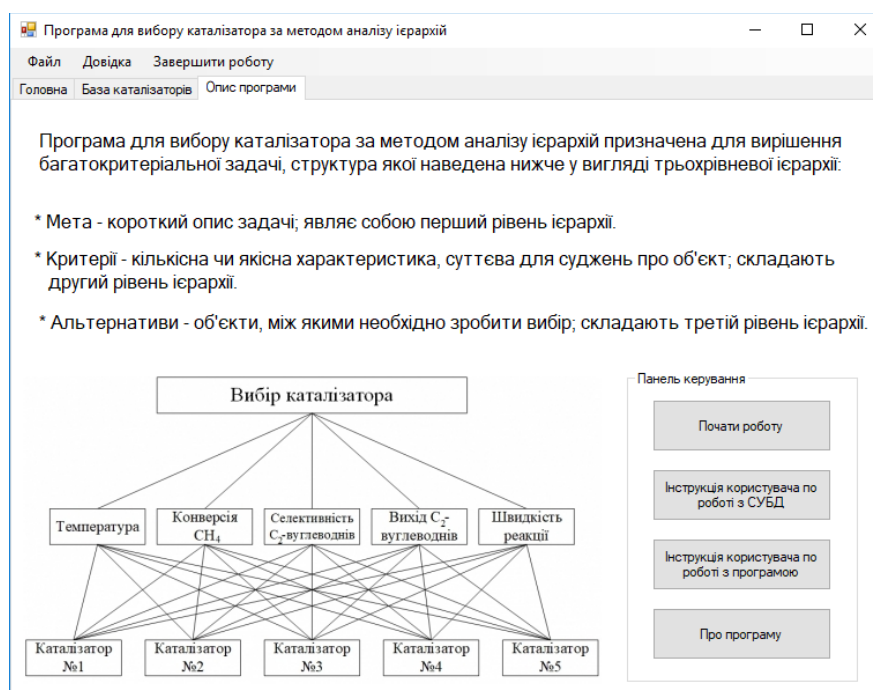 Програма для вибору каталізатора за методом аналізу ієрархій
Файл Довідка Завершити роботу
Головна База каталізаторів Опис програми
Програма для вибору каталізатора за методом аналізу ієрархій призначена для вирішення
багатокритеріальної задачі, структура якої наведена нижче у вигляді трьохрівневої ієрархії:
* Мета - короткий опис задачі; являє собою перший рівень ієрархії.
* Критерії - кількісна чи якісна характеристика, суттєва для суджень про об'єкт; складають
другий рівень ієрархії.
* Альтернативи - об'єкти, між якими необхідно зробити вибір; складають третій рівень ієрархії.
Вибір каталізатора
Температура
Конверсія
CH₄
Селективність
C₂-вуглеводнів
Вихід C₂-
вуглеводнів
Швидкість
реакції
Каталізатор
№1
Каталізатор
№2
Каталізатор
№3
Каталізатор
№4
Каталізатор
№5
Панель керування
Почати роботу
Інструкція користувача по
роботі з СУБД
Інструкція користувача по
роботі з програмою
Про програму